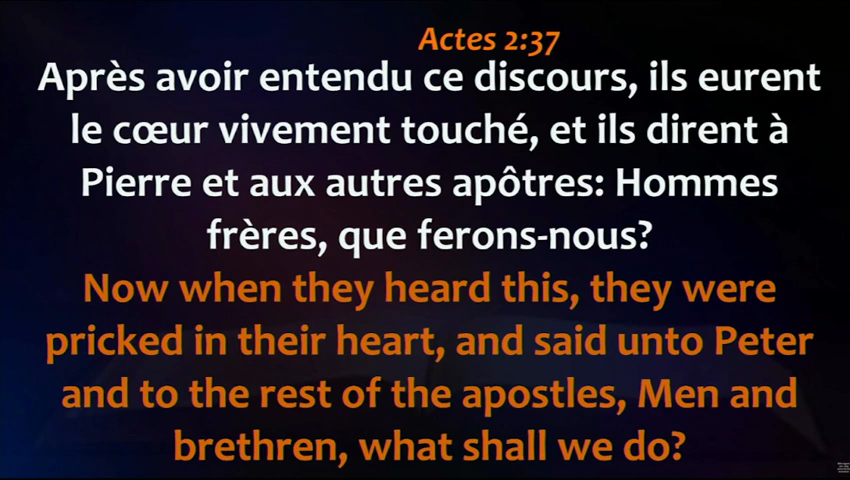 Actes 2:37
Après avoir entendu ce discours, ils eurent
le cœur vivement touché, et ils dirent à
Pierre et aux autres apôtres: Hommes
frères, que ferons-nous?
Now when they heard this, they were
pricked in their heart, and said unto Peter
and to the rest of the apostles, Men and
brethren, what shall we do?